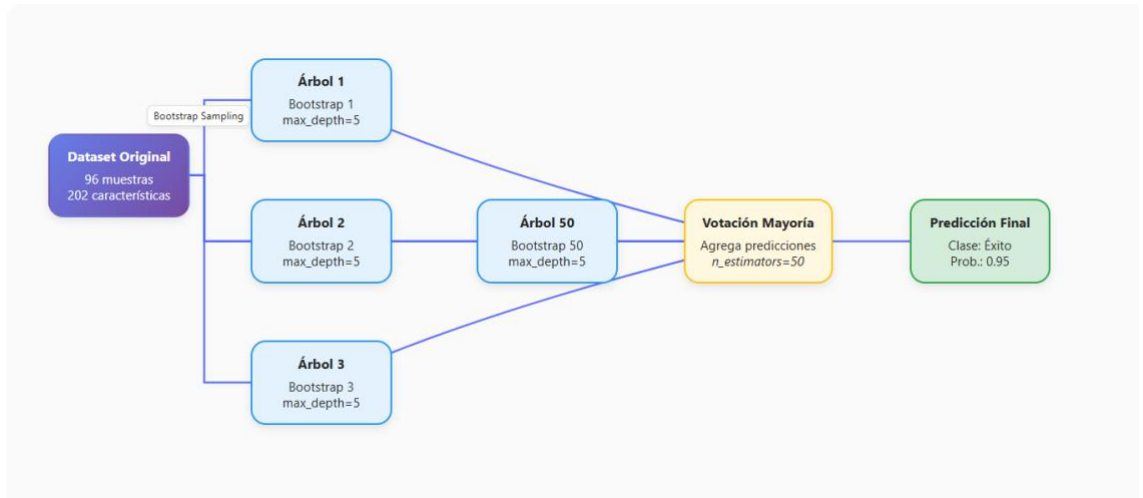 Árbol 1
Bootstrap 1
max_depth=5
Bootstrap Sampling
Dataset Original
96 muestras
202 características
Árbol 2
Bootstrap 2
max_depth=5
Árbol 50
Bootstrap 50
max_depth=5
Votación Mayoría
Agrega predicciones
n_estimators=50
Predicción Final
Clase: Éxito
Prob.: 0.95
Árbol 3
Bootstrap 3
max_depth=5